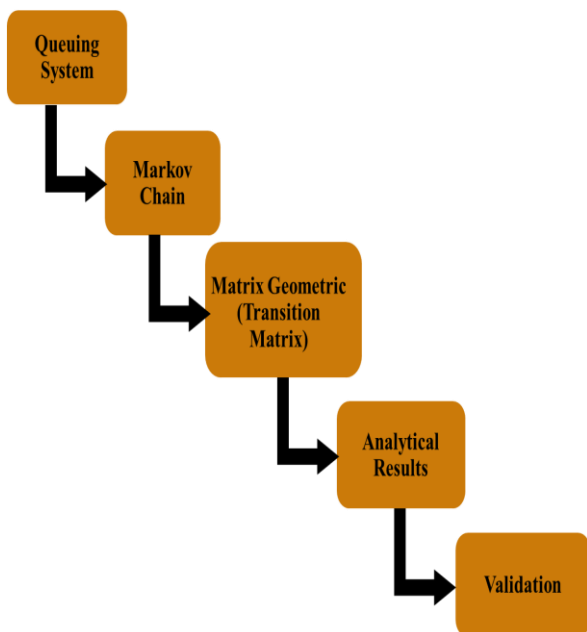 Queuing
System
Markov
Chain
Matrix Geometric
(Transition
Matrix)
Analytical
Results
Validation